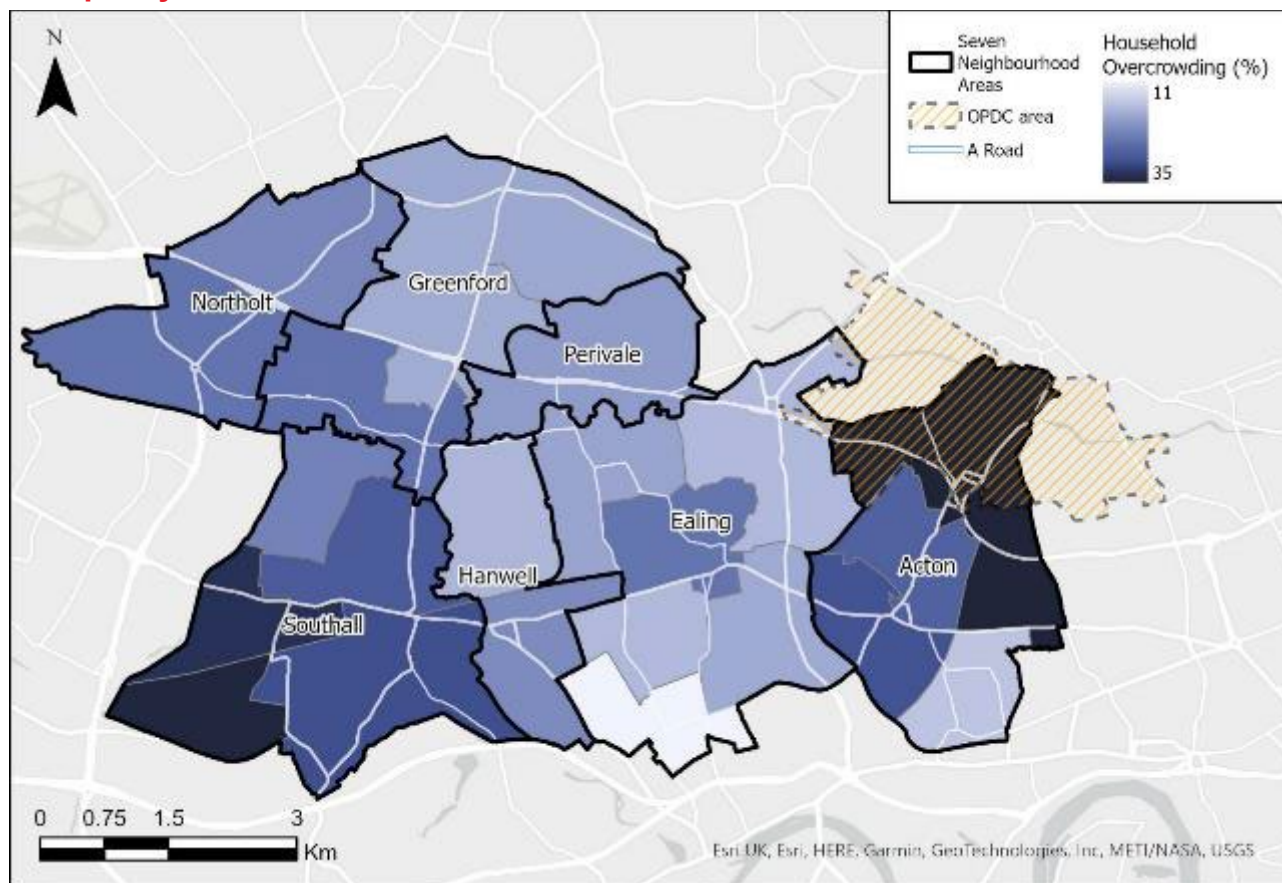 N
Seven
Neighbourhood
Areas
OPDC area
A Road
Household
Overcrowding (%)
11
35
Greenford
Northolt
Perivale
Ealing
Hanwell
Acton
Southall
0 0.75 1.5 3
Km
Esri UK, Esri, HERE, Garmin, GeoTechnologies, Inc, METI/NASA, USGS